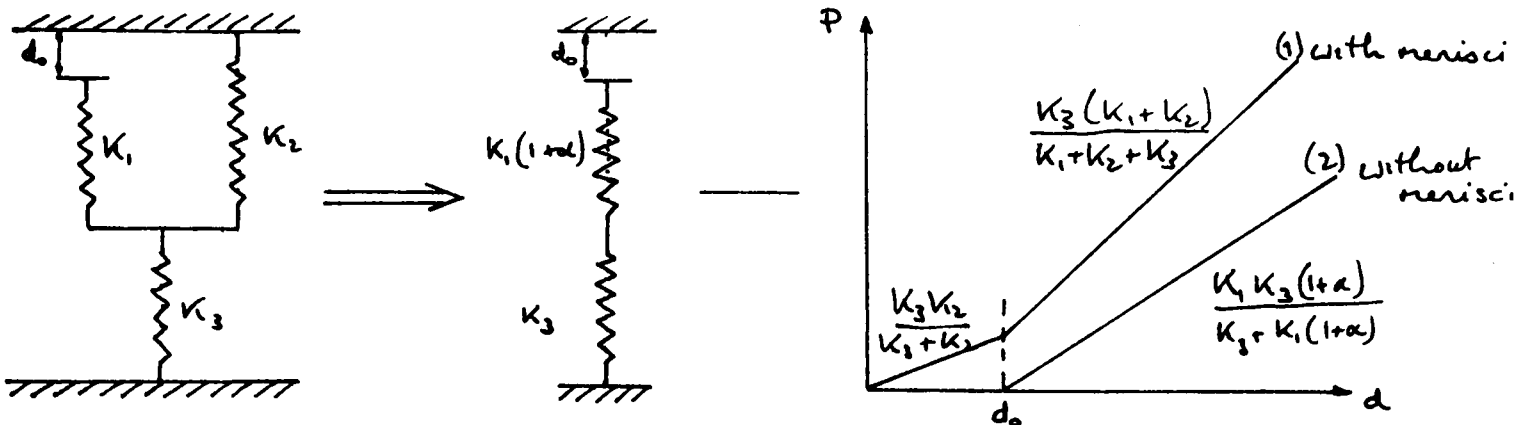 d₀
K₁
K₂
K₃
d₀
K₁(1+α)
K₃
P
(1) with menisci
K₃(K₁+K₂)
K₁+K₂+K₃
(2) without
menisci
K₃K₂
K₃+K₂
K₁K₃(1+α)
K₃+K₁(1+α)
d₀
d